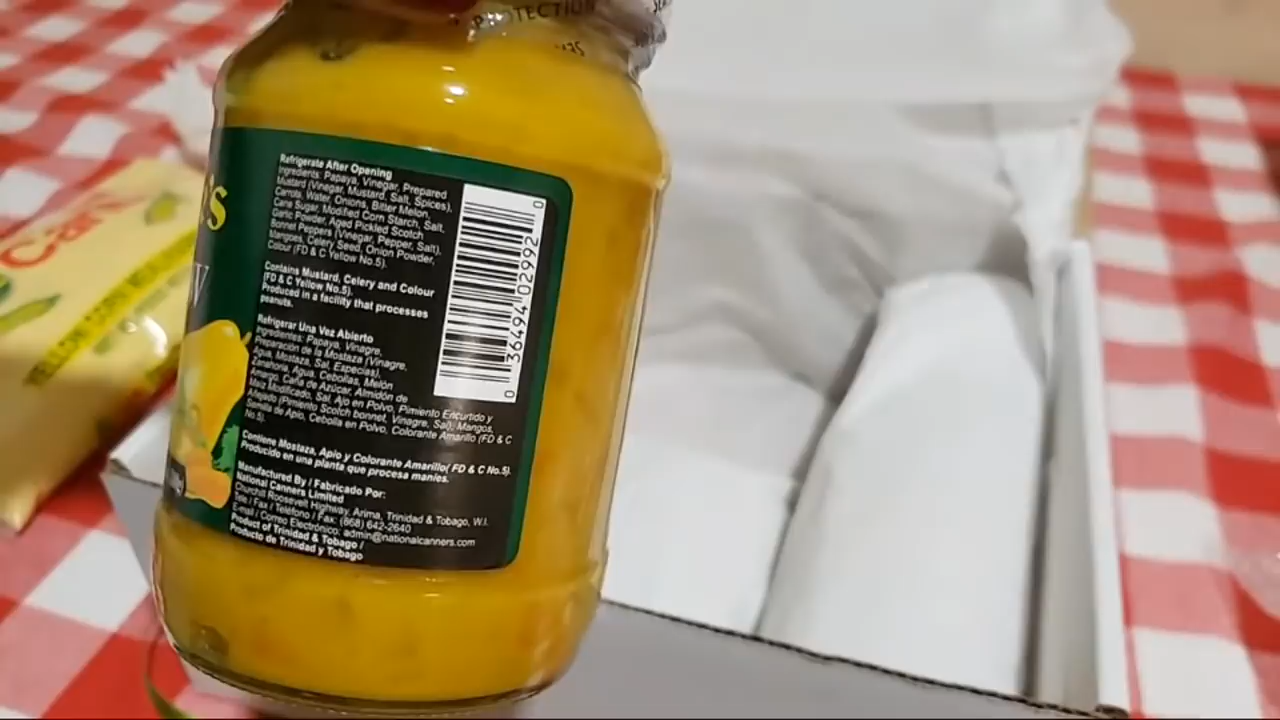 PROTECTION
's
W
Refrigerate After Opening
Ingredients: Papaya, Vinegar, Prepared
Mustard (Vinegar, Mustard, Salt, Spices),
Carrots, Water, Onions, Bitter Melon,
Cane Sugar, Modified Corn Starch, Salt,
Garlic Powder, Aged Pickled Scotch
Bonnet Peppers (Vinegar, Pepper, Salt),
Mangoes, Celery Seed, Onion Powder,
Colour (FD & C Yellow No.5).
Contains Mustard, Celery and Colour
(FD & C Yellow No.5).
Produced in a facility that processes
peanuts.
Refrigerar Una Vez Abierto
Ingredientes: Papaya, Vinagre,
Preparación de la Mostaza (Vinagre,
Agua, Mostaza, Sal, Especias),
Zanahoria, Agua, Cebollas, Melón
Amargo, Caña de Azúcar, Almidón de
Maiz Modificado, Sal, Ajo en Polvo, Pimiento Encurtido y
Añejado (Pimiento Scotch bonnet, Vinagre, Sal), Mangos,
Semilla de Apio, Cebolla en Polvo, Colorante Amarillo (FD & C
No.5).
Contiene Mostaza, Apio y Colorante Amarillo( FD & C No.5).
Producido en una planta que procesa maníes.
Manufactured By / Fabricado Por:
National Canners Limited
Churchill Roosevelt Highway, Arima, Trinidad & Tobago, W.I.
Tele / Fax / Teléfono / Fax: (868) 642-2640
E-mail / Correo Electrónico: admin@nationalcanners.com
Product of Trinidad & Tobago /
Producto de Trinidad y Tobago
0 36494 02992 0